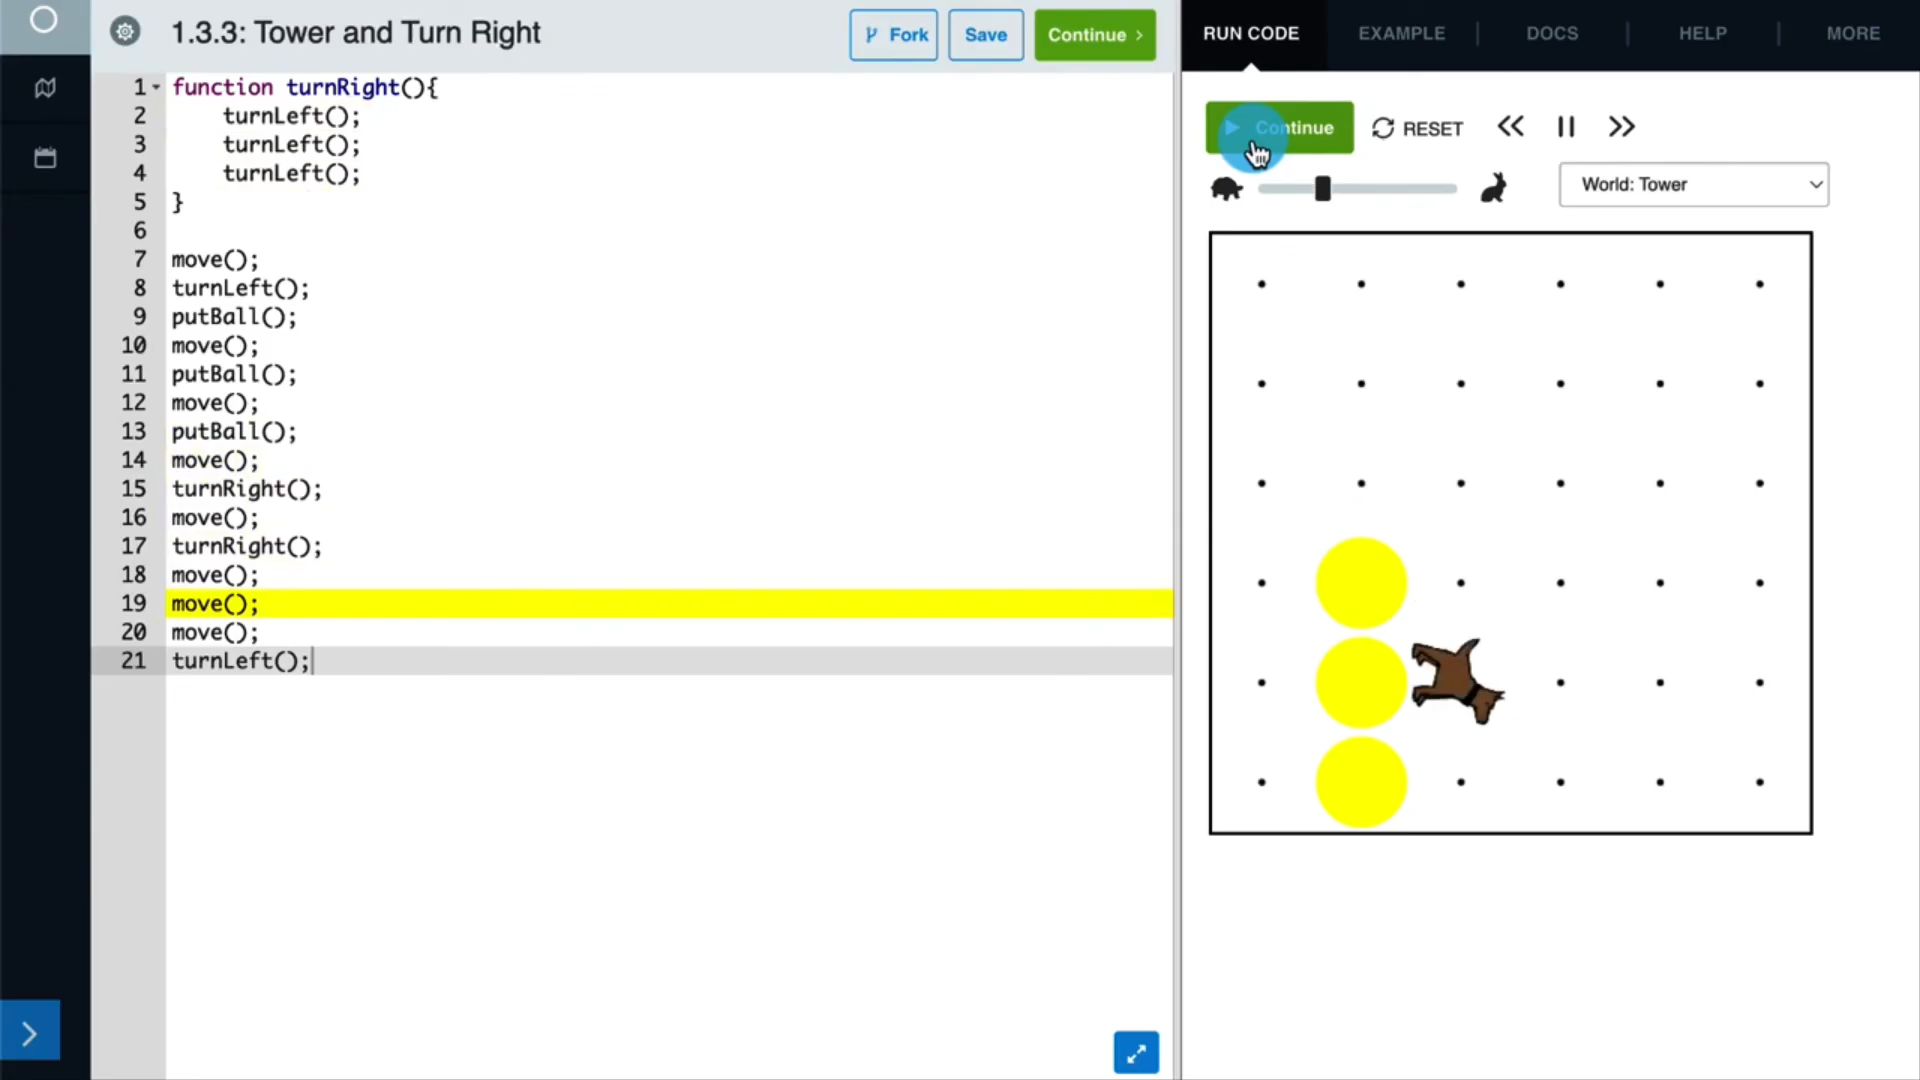 1.3.3: Tower and Turn Right
Fork
Save
Continue >
RUN CODE
EXAMPLE
DOCS
HELP
MORE
1 function turnRight(){
2 turnLeft();
3 turnLeft();
4 turnLeft();
5 }
6
7 move();
8 turnLeft();
9 putBall();
10 move();
11 putBall();
12 move();
13 putBall();
14 move();
15 turnRight();
16 move();
17 turnRight();
18 move();
19 move();
20 move();
21 turnLeft();
Continue
RESET
World: Tower